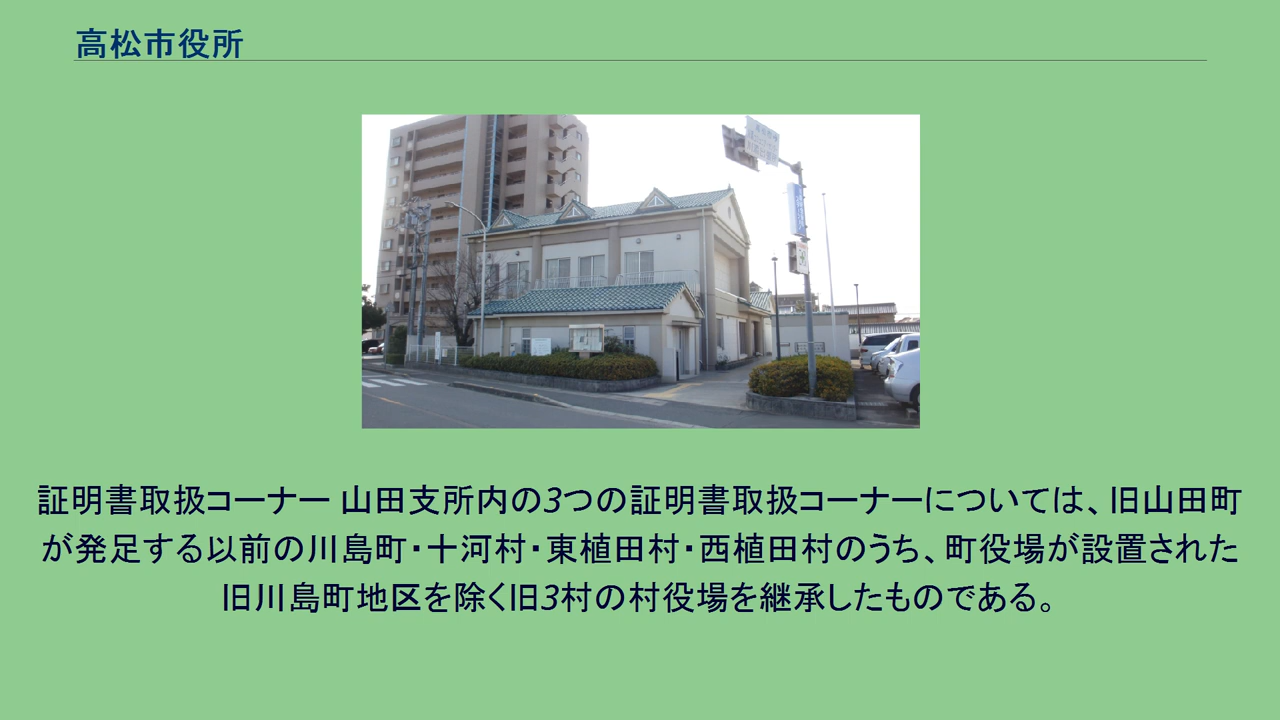 高松市役所
証明書取扱コーナー 山田支所内の3つの証明書取扱コーナーについては、旧山田町
が発足する以前の川島町・十河村・東植田村・西植田村のうち、町役場が設置された
旧川島町地区を除く旧3村の村役場を継承したものである。